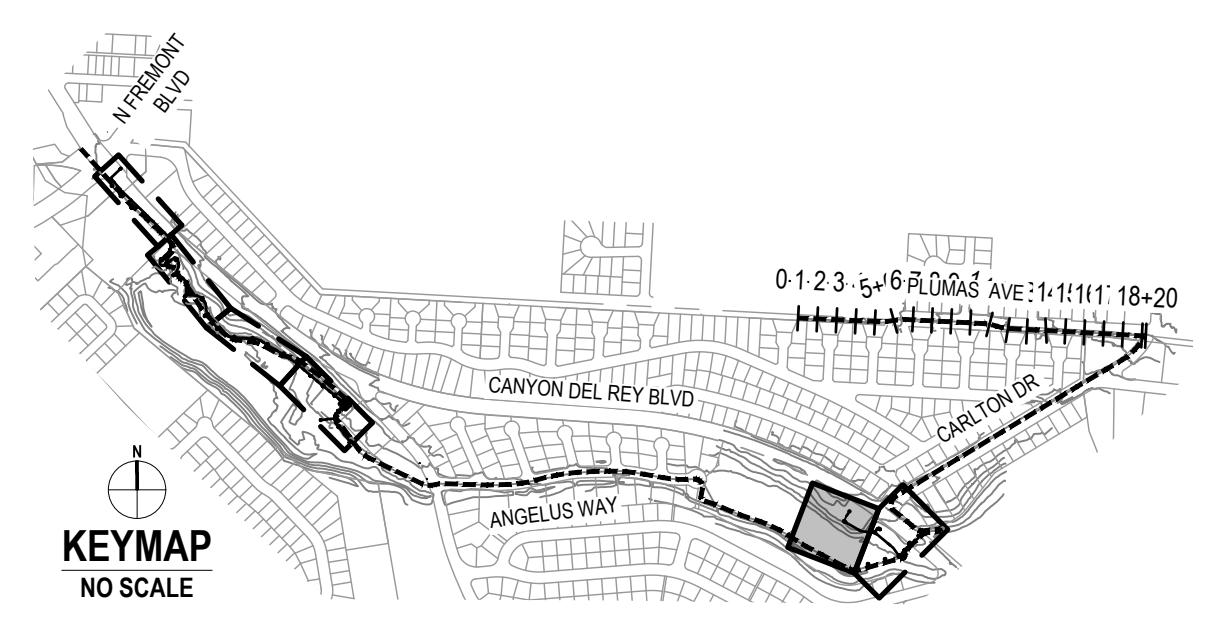 N FREMONT
BLVD
PLUMAS AVE
18+20
CANYON DEL REY BLVD
CARLTON DR
ANGELUS WAY
N
KEYMAP
NO SCALE